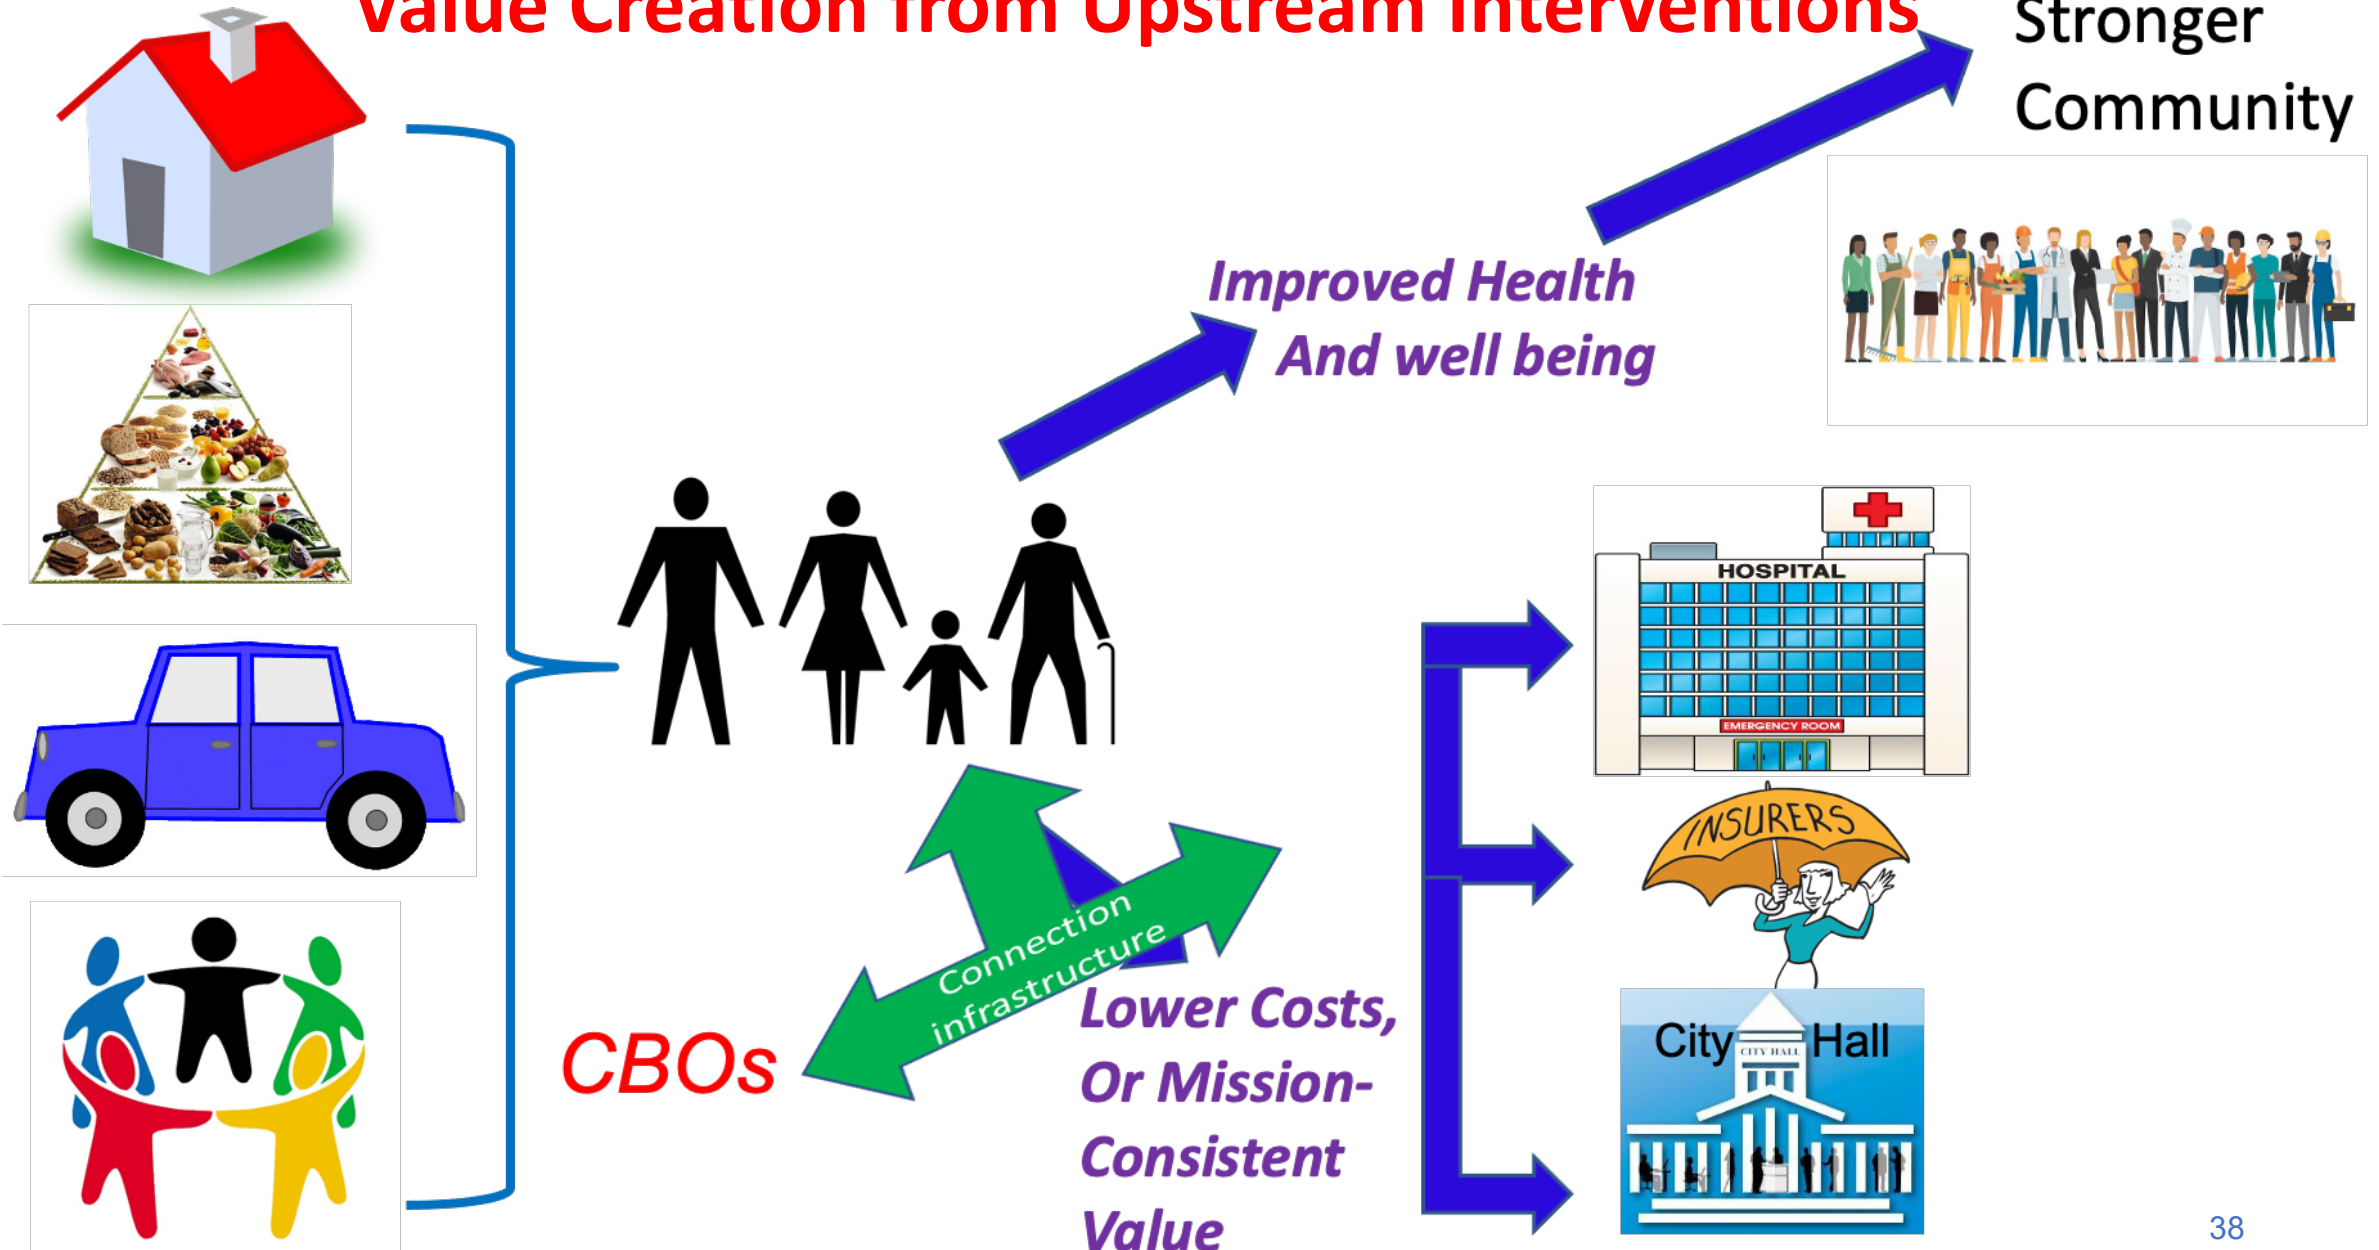 Value Creation from Upstream Interventions
Stronger
Community
Improved Health
And well being
HOSPITAL
EMERGENCY ROOM
INSURERS
Connection
infrastructure
CBOs
Lower Costs,
Or Mission-
Consistent
Value
City Hall
CITY HALL
38